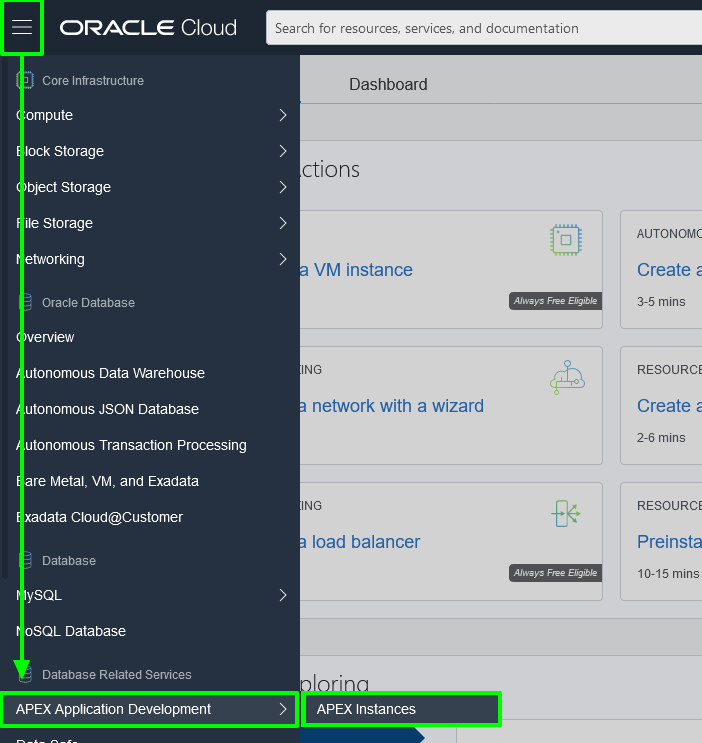 ORACLE Cloud
Search for resources, services, and documentation
Core Infrastructure
Compute
Block Storage
Object Storage
File Storage
Networking
Oracle Database
Overview
Autonomous Data Warehouse
Autonomous JSON Database
Autonomous Transaction Processing
Bare Metal, VM, and Exadata
Exadata Cloud@Customer
Database
MySQL
NoSQL Database
Database Related Services
APEX Application Development
APEX Instances
Data Safe
Dashboard
ctions
a VM instance
Always Free Eligible
AUTONOMO
Create a
3-5 mins
KING
a network with a wizard
RESOURCE
Create a
2-6 mins
KING
a load balancer
Always Free Eligible
RESOURCE
Preinsta
10-15 mins
ploring